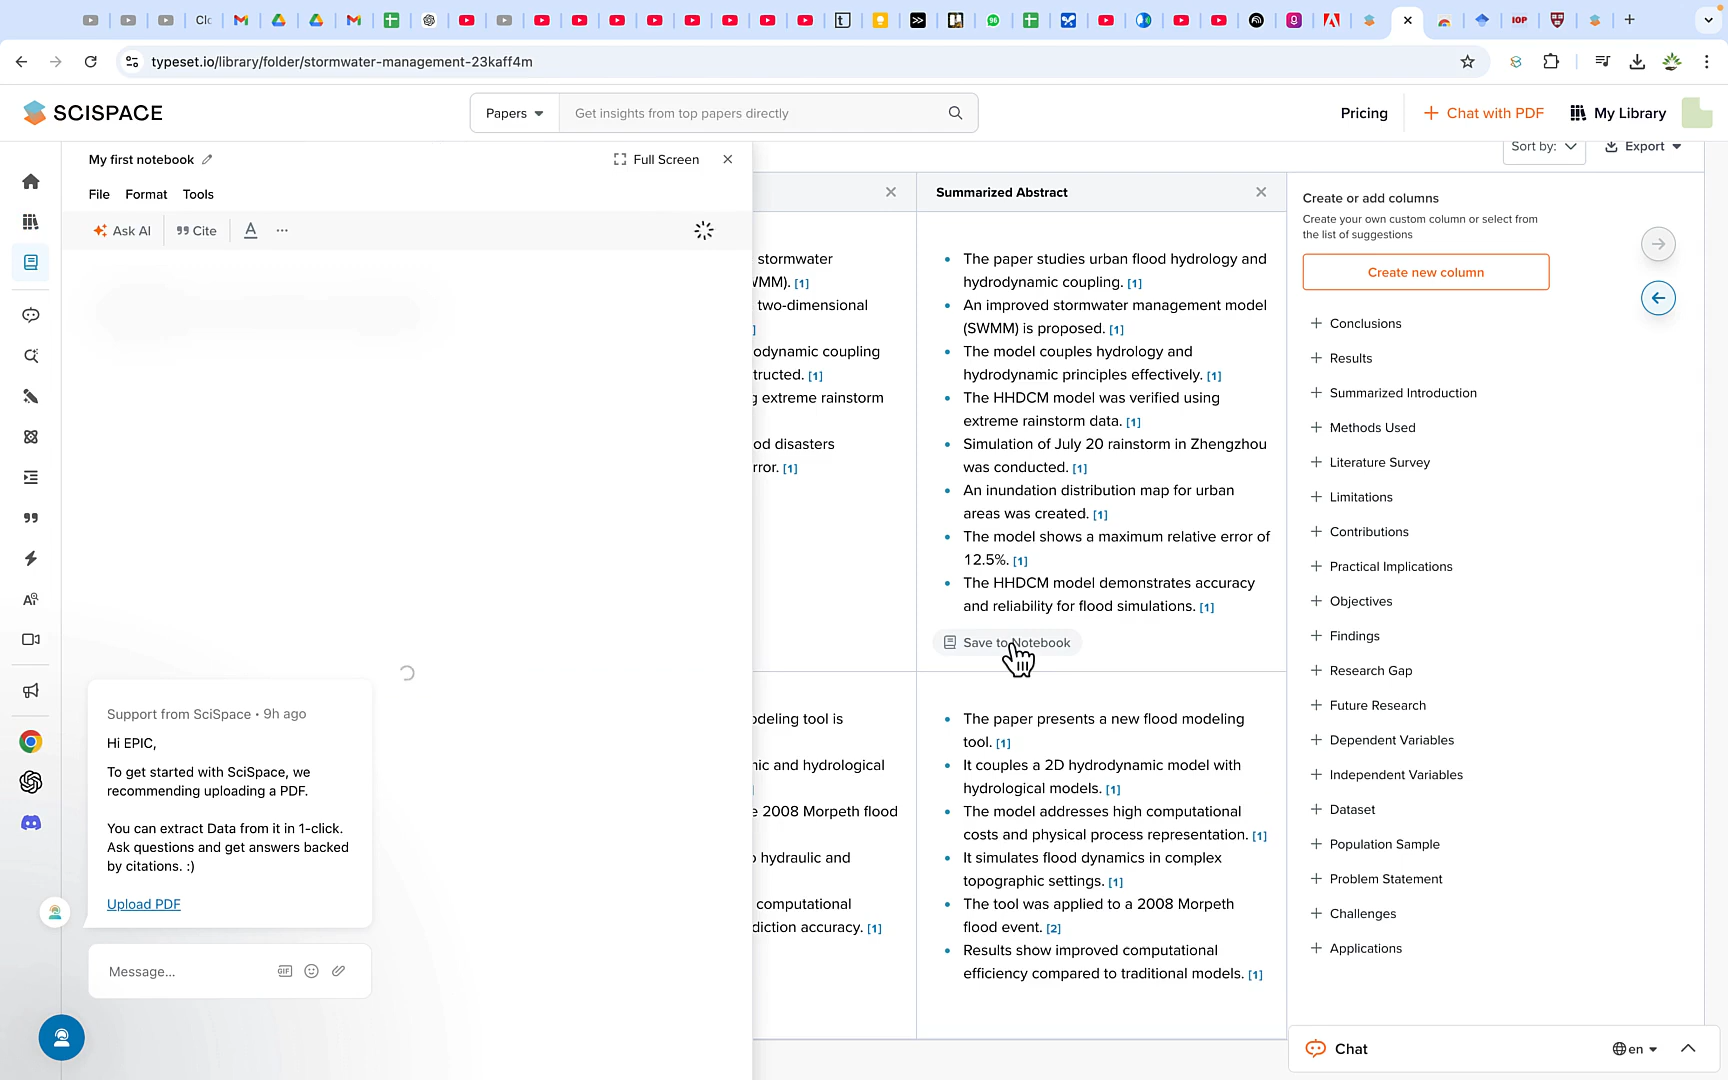 Clc
96
IOP
typeset.io/library/folder/stormwater-management-23kaff4m
SCISPACE
Papers
Get insights from top papers directly
Pricing
Chat with PDF
My Library
My first notebook
Full Screen
File Format Tools
Ask AI
Cite
A
Sort by:
Export
Summarized Abstract
stormwater
WMM). [1]
two-dimensional
]
odynamic coupling
tructed. [1]
g extreme rainstorm
od disasters
rror. [1]
The paper studies urban flood hydrology and
hydrodynamic coupling. [1]
An improved stormwater management model
(SWMM) is proposed. [1]
The model couples hydrology and
hydrodynamic principles effectively. [1]
The HHDCM model was verified using
extreme rainstorm data. [1]
Simulation of July 20 rainstorm in Zhengzhou
was conducted. [1]
An inundation distribution map for urban
areas was created. [1]
The model shows a maximum relative error of
12.5%. [1]
The HHDCM model demonstrates accuracy
and reliability for flood simulations. [1]
Save to Notebook
odeling tool is
nic and hydrological
]
e 2008 Morpeth flood
o hydraulic and
computational
diction accuracy. [1]
The paper presents a new flood modeling
tool. [1]
It couples a 2D hydrodynamic model with
hydrological models. [1]
The model addresses high computational
costs and physical process representation. [1]
It simulates flood dynamics in complex
topographic settings. [1]
The tool was applied to a 2008 Morpeth
flood event. [2]
Results show improved computational
efficiency compared to traditional models. [1]
Create or add columns
Create your own custom column or select from
the list of suggestions
Create new column
Conclusions
Results
Summarized Introduction
Methods Used
Literature Survey
Limitations
Contributions
Practical Implications
Objectives
Findings
Research Gap
Future Research
Dependent Variables
Independent Variables
Dataset
Population Sample
Problem Statement
Challenges
Applications
Support from SciSpace • 9h ago
Hi EPIC,
To get started with SciSpace, we
recommending uploading a PDF.
You can extract Data from it in 1-click.
Ask questions and get answers backed
by citations. :)
Upload PDF
Message...
GIF
Chat
en